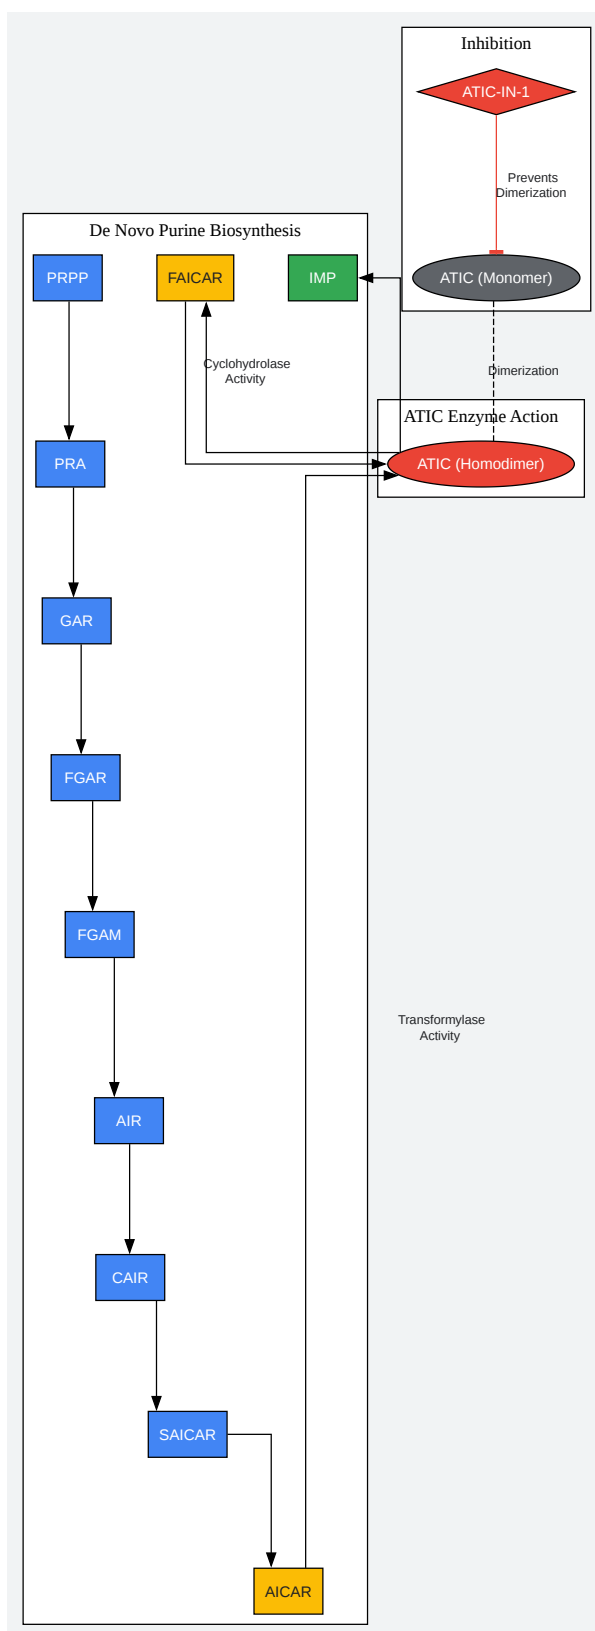 Inhibition
ATIC-IN-1
Prevents
Dimerization
ATIC (Monomer)
Dimerization
ATIC Enzyme Action
ATIC (Homodimer)
De Novo Purine Biosynthesis
PRPP
FAICAR
IMP
Cyclohydrolase
Activity
PRA
GAR
FGAR
FGAM
Transformylase
Activity
AIR
CAIR
SAICAR
AICAR